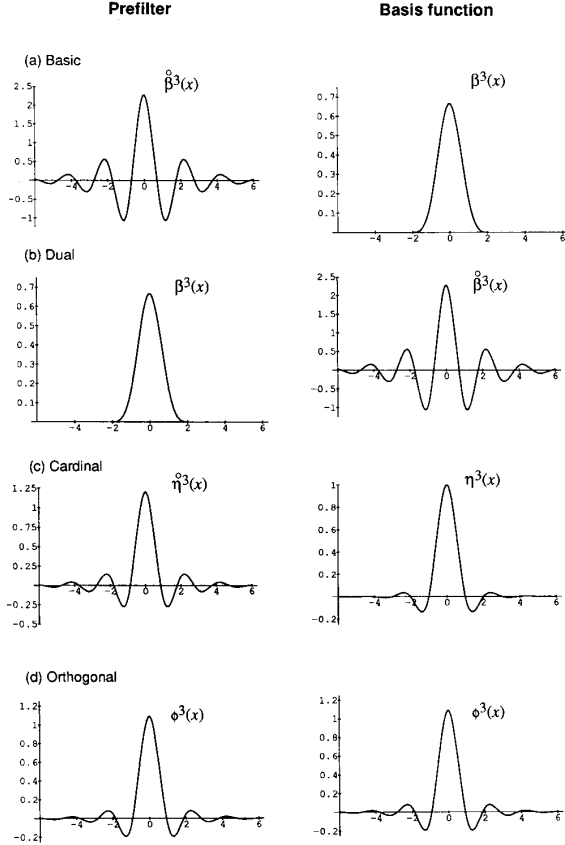 Prefilter Basis function
(a) Basic
β̊³(x) β³(x)
2.5 1.5 0.5 -0.5 -1
-4 -2 0 2 4 6
0.7 0.6 0.5 0.4 0.3 0.2 0.1
-4 -2 0 2 4 6
(b) Dual
β³(x) β̊³(x)
0.7 0.6 0.5 0.4 0.3 0.2 0.1
-4 -2 0 2 4 6
2.5 2 1.5 0.5 -0.5 -1
-4 -2 0 2 4 6
(c) Cardinal
η̊³(x) η³(x)
1.25 1 0.75 0.5 0.25 -0.25 -0.5
-4 -2 0 2 4 6
1 0.8 0.6 0.4 0.2 -0.2
-4 -2 0 2 4 6
(d) Orthogonal
ϕ³(x) ϕ³(x)
1.2 1 0.8 0.6 0.4 0.2 -0.2
-4 -2 0 2 4 6
1.2 1 0.8 0.6 0.4 0.2 -0.2
-4 -2 0 2 4 6